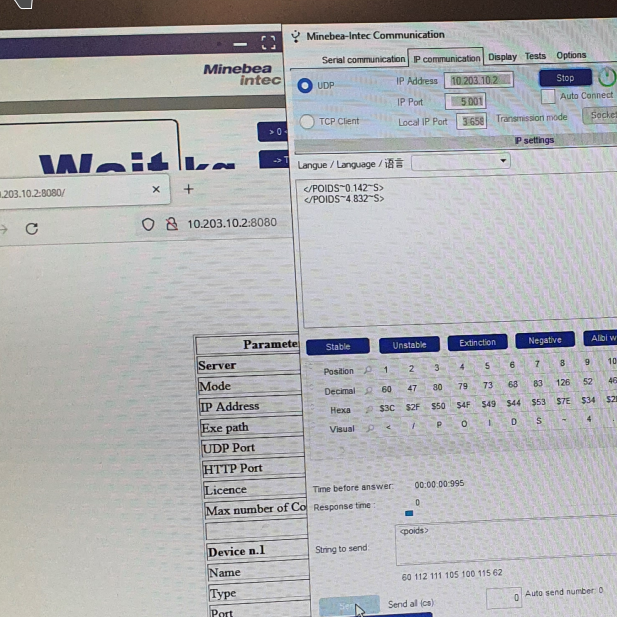 Minebea-Intec Communication
Serial communication IP communication Display Tests Options
Minebea
intec
UDP IP Address 10.203.10.2 Stop
IP Port 5 001 Auto Connect
TCP Client Local IP Port 3 658 Transmission mode
IP settings
> 0
Langue / Language / 语言
.203.10.2:8080/
10.203.10.2:8080
</POIDS~0.142~S>
</POIDS~4.832~S>
Stable Unstable Extinction Negative Alibi
Position 1 2 3 4 5 6 7 8 9 10
Decimal 60 47 80 79 73 68 83 126 52 46
Hexa $3C $2F $50 $4F $49 $44 $53 $7E $34
Visual < / P O I D S ~ 4
Server
Mode
IP Address
Exe path
UDP Port
HTTP Port
Licence
Max number of Co
Device n.1
Name
Type
Port
Time before answer: 00:00:00:995
Response time : 0
String to send: <poids>
60 112 111 105 100 115 62
Send all (cs): 0 Auto send number: 0